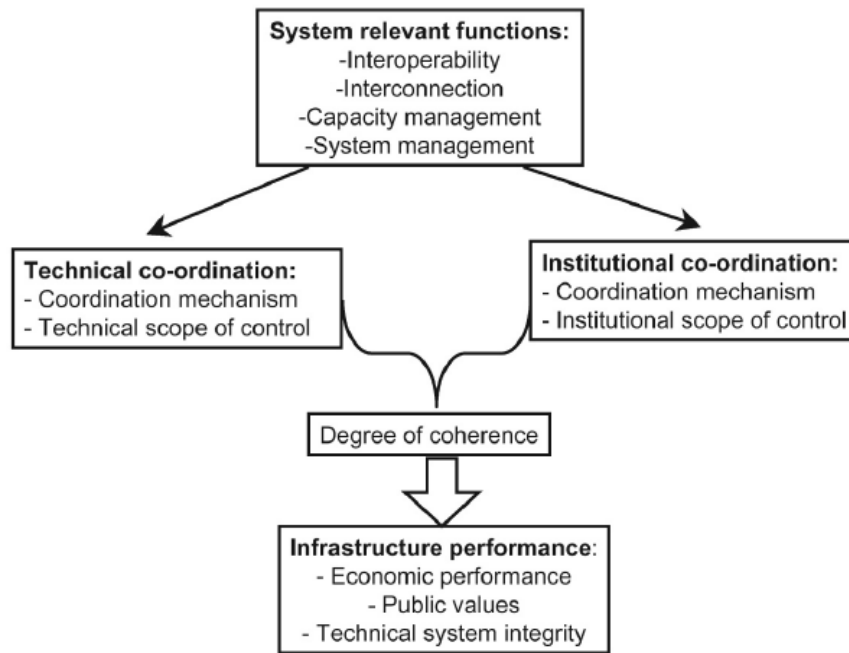 System relevant functions:
-Interoperability
-Interconnection
-Capacity management
-System management
Technical co-ordination:
- Coordination mechanism
- Technical scope of control
Institutional co-ordination:
- Coordination mechanism
- Institutional scope of control
Degree of coherence
Infrastructure performance:
- Economic performance
- Public values
- Technical system integrity